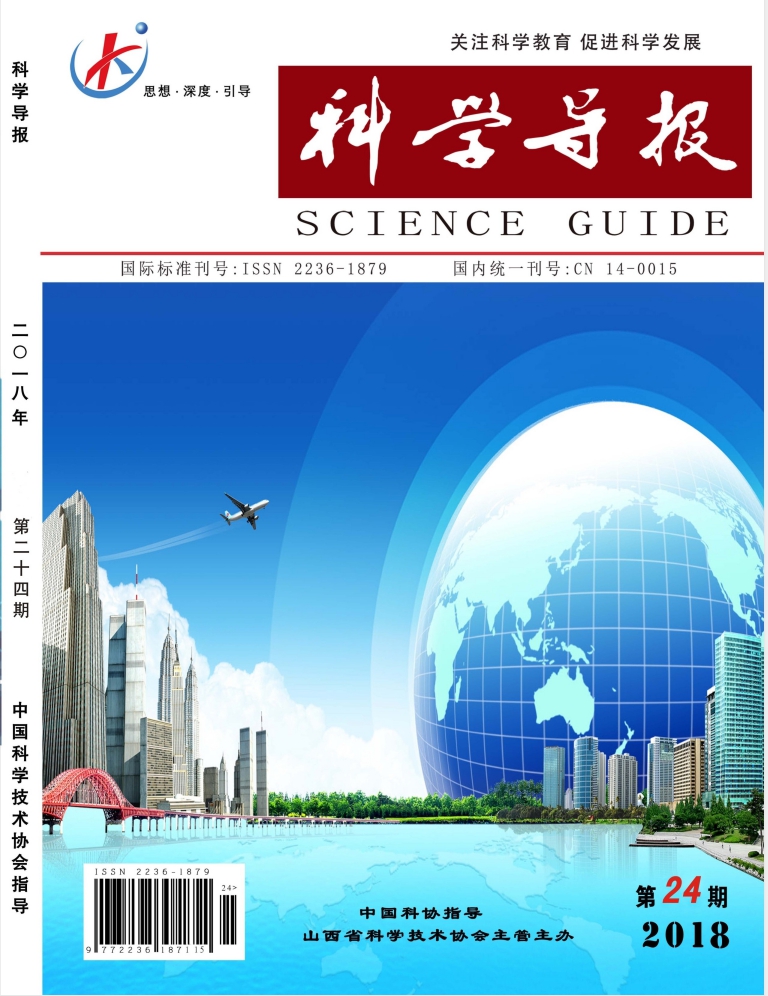 科学导报
二〇一八年
第二十四期
中国科学技术协会指导
思想·深度·引导
关注科学教育 促进科学发展
科学导报
SCIENCE GUIDE
国际标准刊号:ISSN 2236-1879
国内统一刊号:CN 14-0015
ISSN 2236-1879
24>
9 772236 187115
中国科协指导
山西省科学技术协会主管主办
第24期
2018